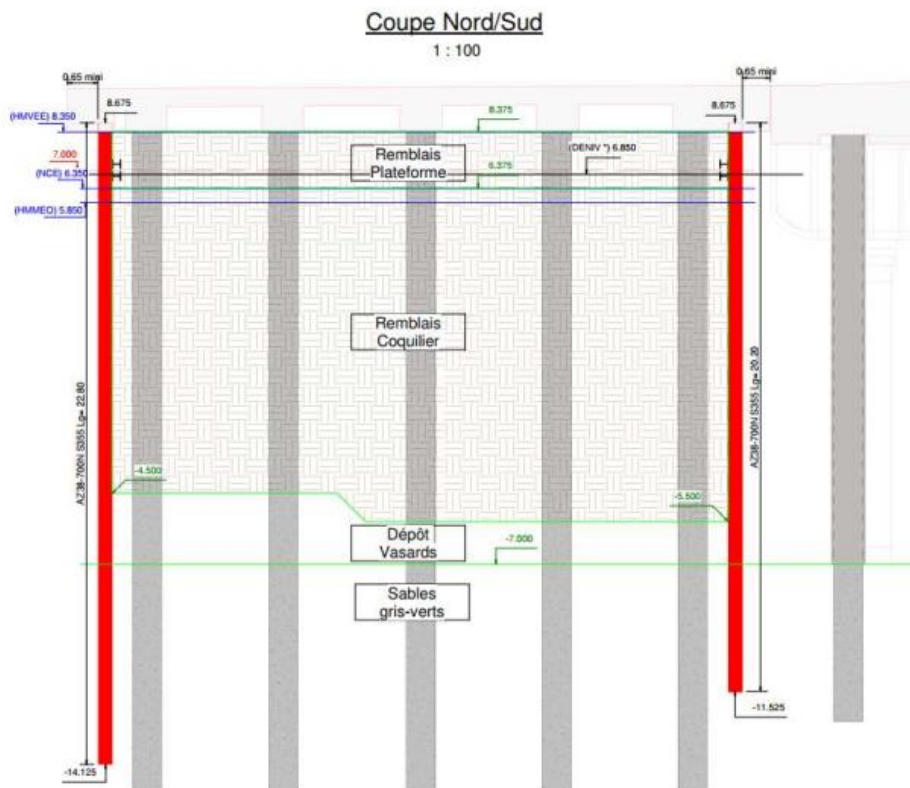 Coupe Nord/Sud
1 : 100
0.65 mini
0.65 mini
8.675
8.675
(HMVEE) 8.350
8.375
7.000
Remblais
Plateforme
(DENIV *) 6.850
(NCE) 6.350
6.375
(HMMEO) 5.850
Remblais
Coquilier
AZ38-700N S355 Lg= 22.80
AZ38-700N S355 Lg= 20.20
-4.500
-5.500
Dépôt
Vasards
-7.000
Sables
gris-verts
-11.525
-14.125